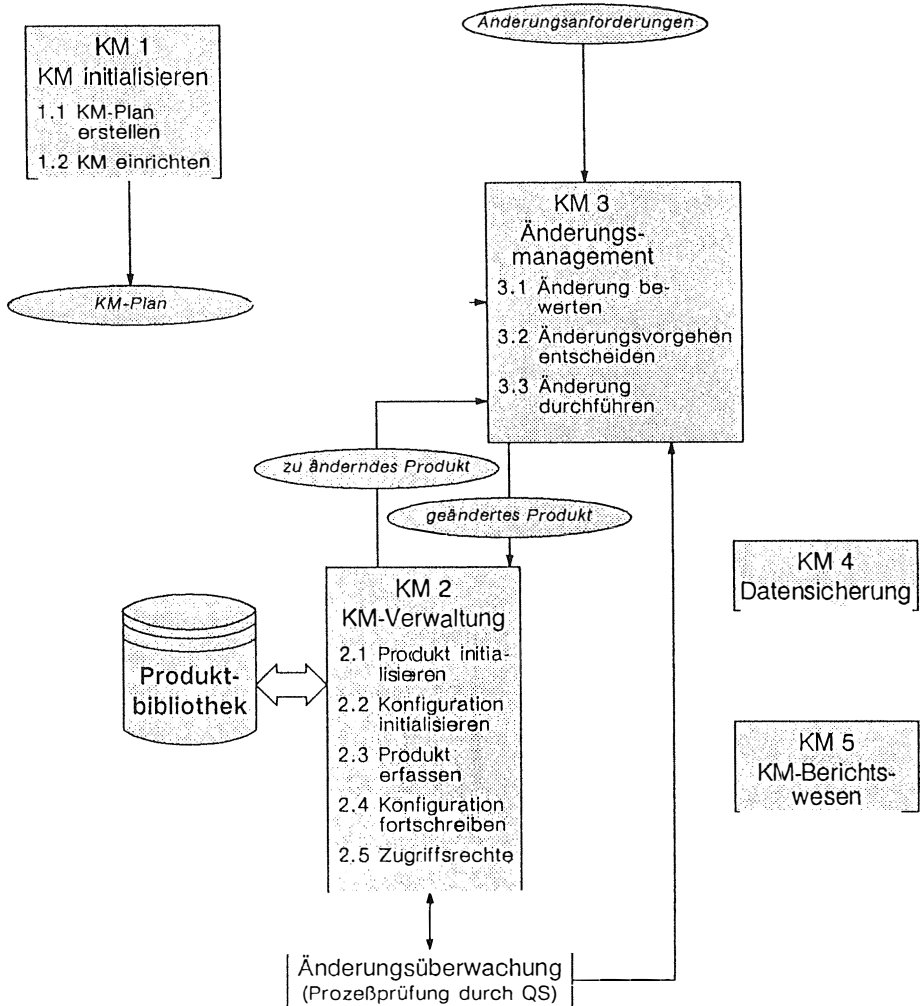 KM 1
KM initialisieren
1.1 KM-Plan
erstellen
1.2 KM einrichten
KM-Plan
Änderungsanforderungen
KM 3
Änderungs-
management
3.1 Änderung be-
werten
3.2 Änderungsvorgehen
entscheiden
3.3 Änderung
durchführen
zu änderndes Produkt
geändertes Produkt
KM 2
KM-Verwaltung
2.1 Produkt initia-
lisieren
2.2 Konfiguration
initialisieren
2.3 Produkt
erfassen
2.4 Konfiguration
fortschreiben
2.5 Zugriffsrechte
Produkt-
bibliothek
KM 4
Datensicherung
KM 5
KM-Berichts-
wesen
Änderungsüberwachung
(Prozeßprüfung durch QS)